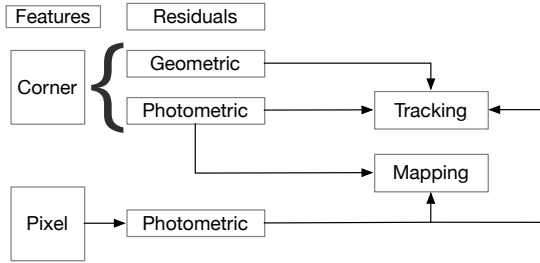 Features
Residuals
Corner
Geometric
Photometric
Tracking
Mapping
Pixel
Photometric